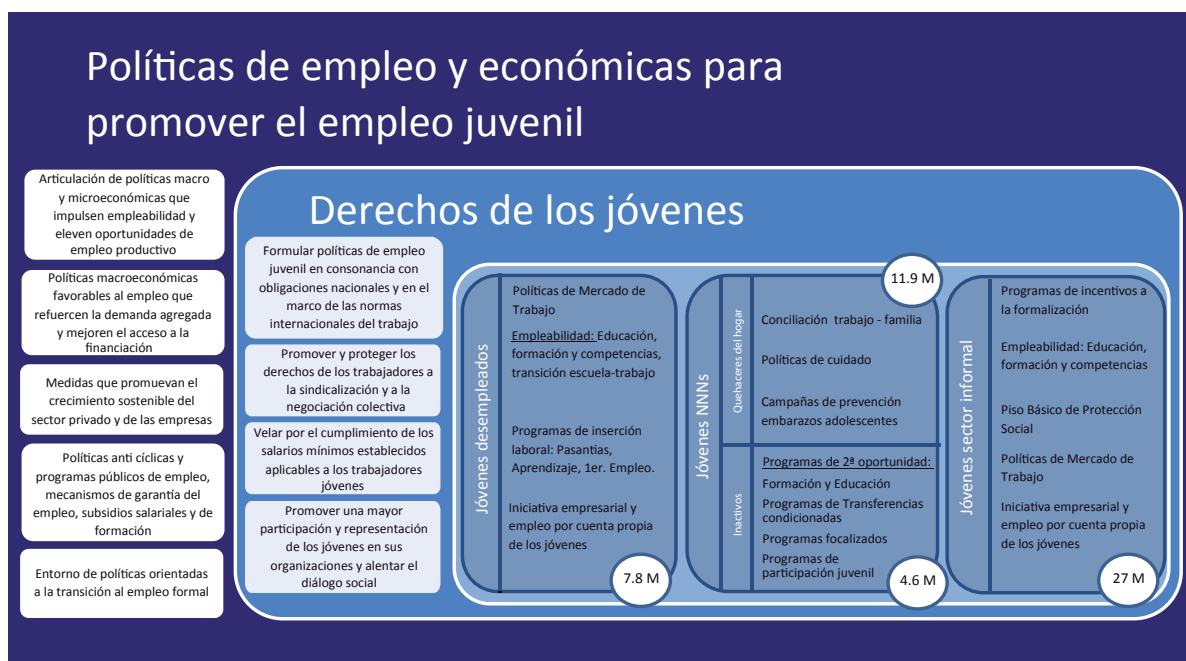 Políticas de empleo y económicas para
promover el empleo juvenil
Articulación de políticas macro
y microeconómicas que
impulsen empleabilidad y
eleven oportunidades de
empleo productivo
Políticas macroeconómicas
favorables al empleo que
refuercen la demanda agregada
y mejoren el acceso a la
financiación
Medidas que promuevan el
crecimiento sostenible del
sector privado y de las empresas
Políticas anti cíclicas y
programas públicos de empleo,
mecanismos de garantía del
empleo, subsidios salariales y de
formación
Entorno de políticas orientadas
a la transición al empleo formal
Derechos de los jóvenes
Formular políticas de empleo
juvenil en consonancia con
obligaciones nacionales y en el
marco de las normas
internacionales del trabajo
Promover y proteger los
derechos de los trabajadores a
la sindicalización y a la
negociación colectiva
Velar por el cumplimiento de los
salarios mínimos establecidos
aplicables a los trabajadores
jóvenes
Promover una mayor
participación y representación
de los jóvenes en sus
organizaciones y alentar el
diálogo social
Jóvenes desempleados
Políticas de Mercado de
Trabajo
Empleabilidad: Educación,
formación y competencias,
transición escuela-trabajo
Programas de inserción
laboral: Pasantias,
Aprendizaje, 1er. Empleo.
Iniciativa empresarial y
empleo por cuenta propia
de los jóvenes
7.8 M
Jóvenes NNNs
Quehaceres del hogar
11.9 M
Conciliación trabajo - familia
Políticas de cuidado
Campañas de prevención
embarazos adolescentes
Inactivos
Programas de 2ª oportunidad:
Formación y Educación
Programas de Transferencias
condicionadas
Programas focalizados
Programas de
participación juvenil
4.6 M
Jóvenes sector informal
Programas de incentivos a
la formalización
Empleabilidad: Educación,
formación y competencias
Piso Básico de Protección
Social
Políticas de Mercado de
Trabajo
Iniciativa empresarial y
empleo por cuenta propia
de los jóvenes
27 M